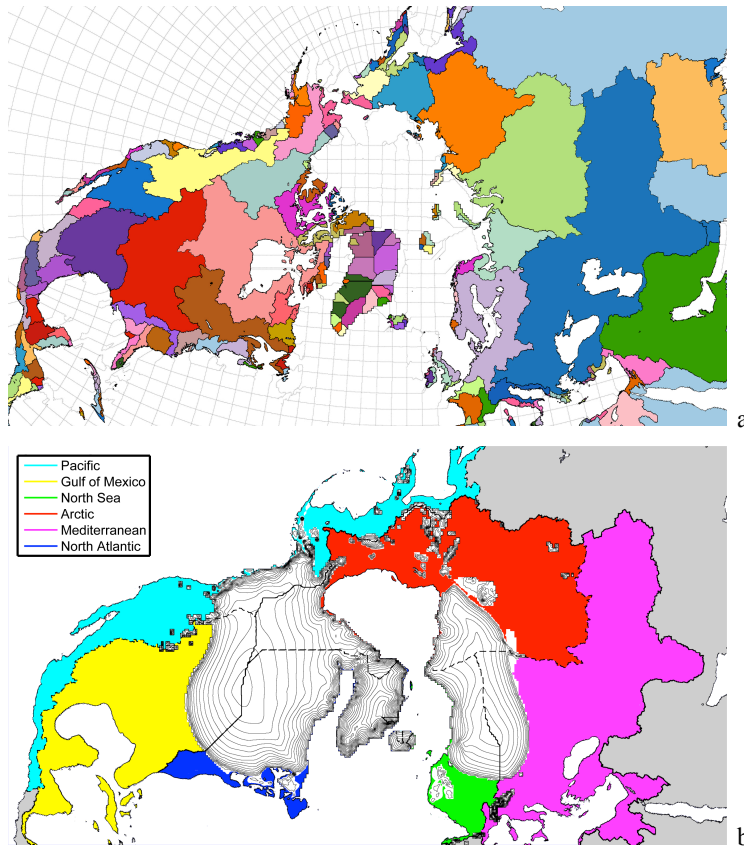 a
Pacific
Gulf of Mexico
North Sea
Arctic
Mediterranean
North Atlantic
b